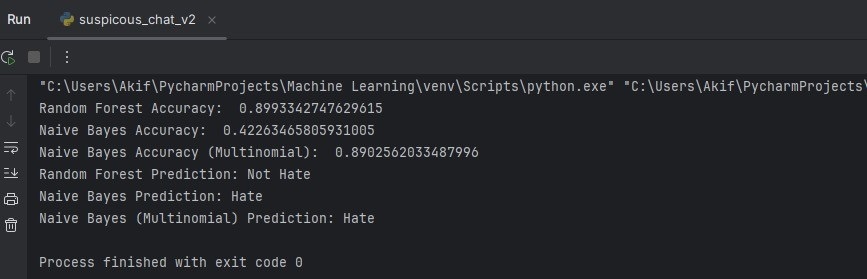 Run suspicous_chat_v2
"C:\Users\Akif\PycharmProjects\Machine Learning\venv\Scripts\python.exe" "C:\Users\Akif\PycharmProjects\
Random Forest Accuracy:  0.8993342747629615
Naive Bayes Accuracy:  0.42263465805931005
Naive Bayes Accuracy (Multinomial):  0.8902562033487996
Random Forest Prediction: Not Hate
Naive Bayes Prediction: Hate
Naive Bayes (Multinomial) Prediction: Hate
Process finished with exit code 0